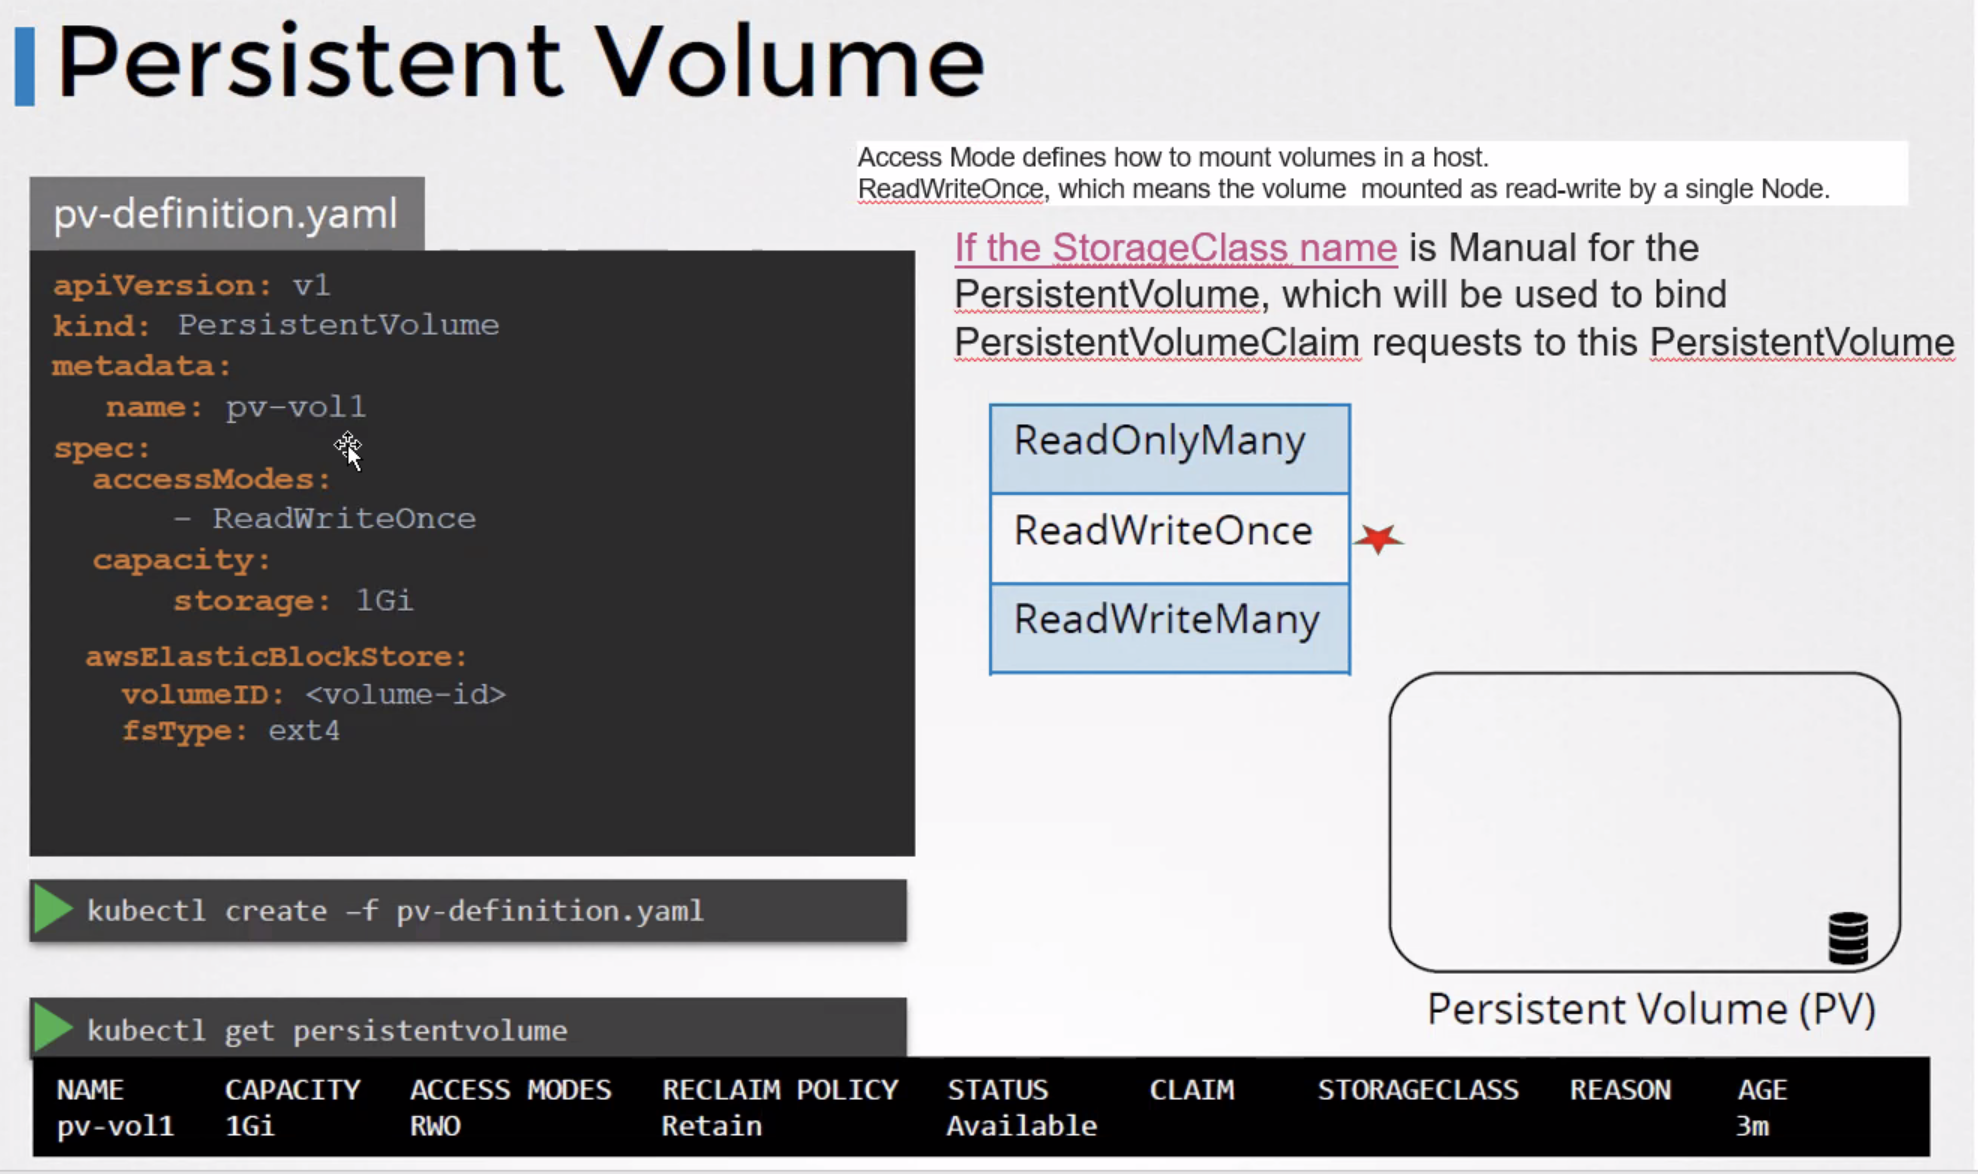 Persistent Volume
Access Mode defines how to mount volumes in a host.
ReadWriteOnce, which means the volume  mounted as read-write by a single Node.
If the StorageClass name is Manual for the
PersistentVolume, which will be used to bind
PersistentVolumeClaim requests to this PersistentVolume
pv-definition.yaml
apiVersion: v1
kind: PersistentVolume
metadata:
   name: pv-vol1
spec:
  accessModes:
      - ReadWriteOnce
  capacity:
      storage: 1Gi
  awsElasticBlockStore:
    volumeID: <volume-id>
    fsType: ext4
ReadOnlyMany
ReadWriteOnce
ReadWriteMany
Persistent Volume (PV)
kubectl create –f pv-definition.yaml
kubectl get persistentvolume
NAME CAPACITY ACCESS MODES RECLAIM POLICY STATUS CLAIM STORAGECLASS REASON AGE
pv-vol1 1Gi RWO Retain Available 3m